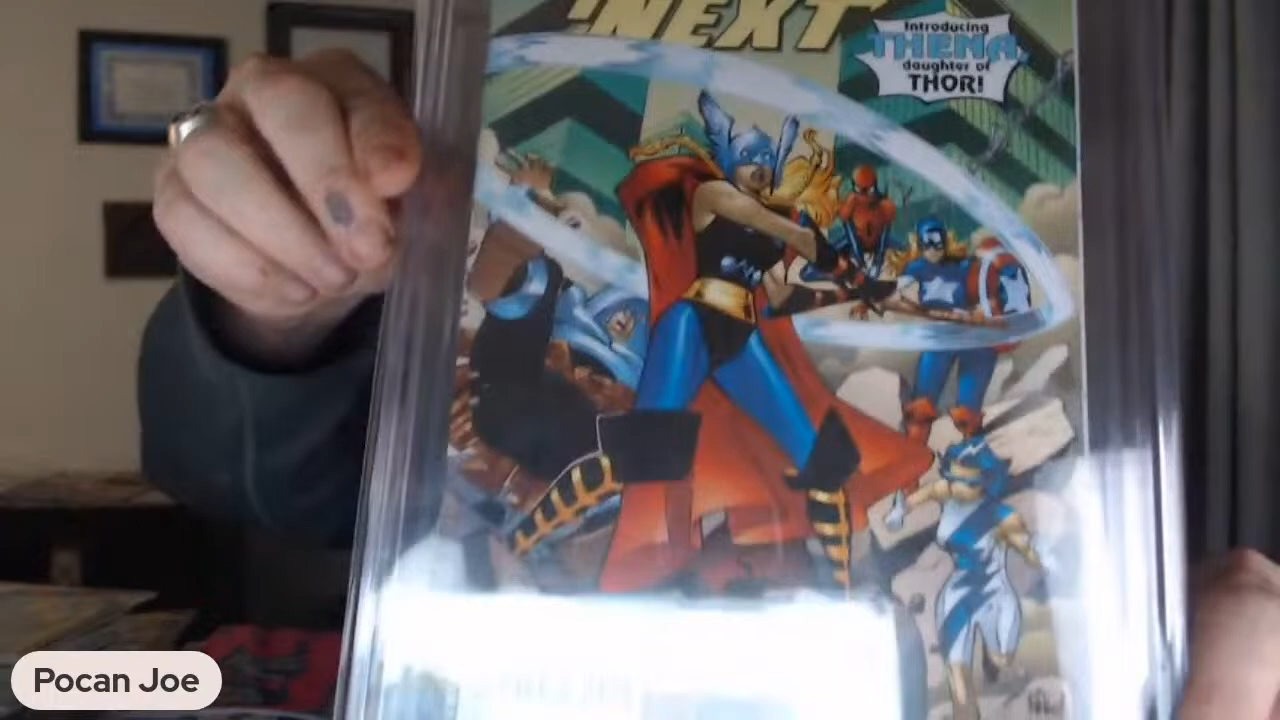 NEXT
Introducing
THENA,
daughter of
THOR!
Pocan Joe